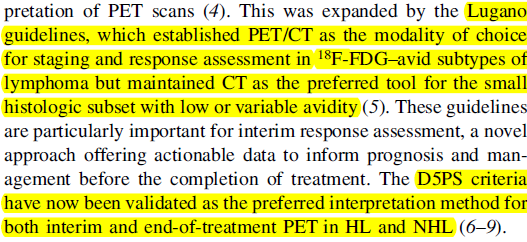 pretation of PET scans (4). This was expanded by the Lugano
guidelines, which established PET/CT as the modality of choice
for staging and response assessment in 18F-FDG–avid subtypes of
lymphoma but maintained CT as the preferred tool for the small
histologic subset with low or variable avidity (5). These guidelines
are particularly important for interim response assessment, a novel
approach offering actionable data to inform prognosis and man-
agement before the completion of treatment. The D5PS criteria
have now been validated as the preferred interpretation method for
both interim and end-of-treatment PET in HL and NHL (6–9).